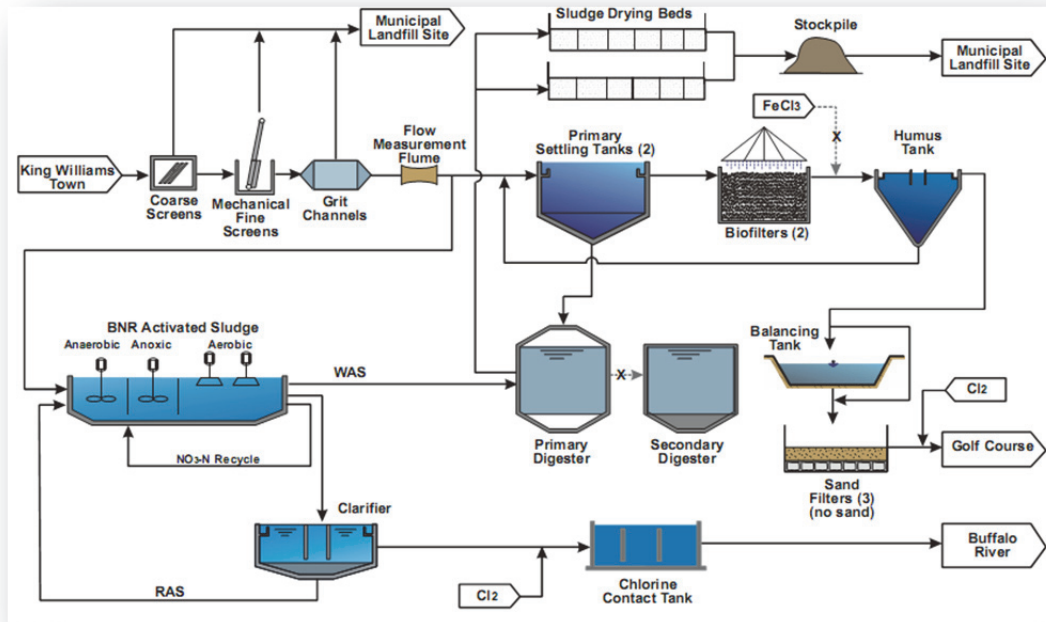 Municipal
Landfill Site
Sludge Drying Beds
Stockpile
Municipal
Landfill Site
FeCl3
X
Flow
Measurement
Flume
Primary
Settling Tanks (2)
Humus
Tank
King Williams
Town
Coarse
Screens
Mechanical
Fine
Screens
Grit
Channels
Biofilters (2)
BNR Activated Sludge
Anaerobic Anoxic Aerobic
Balancing
Tank
WAS
X
Cl2
NO3-N Recycle
Primary
Digester
Secondary
Digester
Golf Course
Sand
Filters (3)
(no sand)
Clarifier
Buffalo
River
RAS
Cl2
Chlorine
Contact Tank